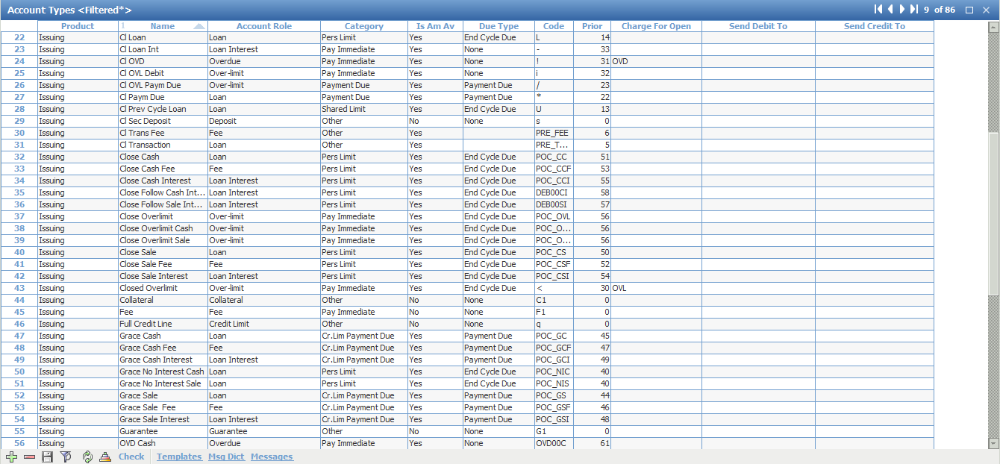 Account Types <Filtered*> 9 of 86
Product 1 Name Account Role Category Is Am Av Due Type Code Prior Charge For Open Send Debit To Send Credit To
22 Issuing Cl Loan Loan Pers Limit Yes End Cycle Due L 14
23 Issuing Cl Loan Int Loan Interest Pay Immediate Yes None - 33
24 Issuing Cl OVD Overdue Pay Immediate Yes None ! 31 OVD
25 Issuing Cl OVL Debit Over-limit Pay Immediate Yes None i 32
26 Issuing Cl OVL Paym Due Over-limit Payment Due Yes Payment Due / 23
27 Issuing Cl Paym Due Loan Payment Due Yes Payment Due * 22
28 Issuing Cl Prev Cycle Loan Loan Shared Limit Yes End Cycle Due U 13
29 Issuing Cl Sec Deposit Deposit Other No None s 0
30 Issuing Cl Trans Fee Fee Other Yes PRE_FEE 6
31 Issuing Cl Transaction Loan Other Yes PRE_T... 5
32 Issuing Close Cash Loan Pers Limit Yes End Cycle Due POC_CC 51
33 Issuing Close Cash Fee Fee Pers Limit Yes End Cycle Due POC_CCF 53
34 Issuing Close Cash Interest Loan Interest Pers Limit Yes End Cycle Due POC_CCI 55
35 Issuing Close Follow Cash Int... Loan Interest Pers Limit Yes End Cycle Due DEB00CI 58
36 Issuing Close Follow Sale Int... Loan Interest Pers Limit Yes End Cycle Due DEB00SI 57
37 Issuing Close Overlimit Over-limit Pay Immediate Yes End Cycle Due POC_OVL 56
38 Issuing Close Overlimit Cash Over-limit Pay Immediate Yes End Cycle Due POC_O... 56
39 Issuing Close Overlimit Sale Over-limit Pay Immediate Yes End Cycle Due POC_O... 56
40 Issuing Close Sale Loan Pers Limit Yes End Cycle Due POC_CS 50
41 Issuing Close Sale Fee Fee Pers Limit Yes End Cycle Due POC_CSF 52
42 Issuing Close Sale Interest Loan Interest Pers Limit Yes End Cycle Due POC_CSI 54
43 Issuing Closed Overlimit Over-limit Pay Immediate Yes End Cycle Due < 30 OVL
44 Issuing Collateral Collateral Other No None C1 0
45 Issuing Fee Fee Pay Immediate No None F1 0
46 Issuing Full Credit Line Credit Limit Other No None q 0
47 Issuing Grace Cash Loan Cr.Lim Payment Due Yes Payment Due POC_GC 45
48 Issuing Grace Cash Fee Fee Cr.Lim Payment Due Yes Payment Due POC_GCF 47
49 Issuing Grace Cash Interest Loan Interest Cr.Lim Payment Due Yes Payment Due POC_GCI 49
50 Issuing Grace No Interest Cash Loan Pers Limit Yes End Cycle Due POC_NIC 40
51 Issuing Grace No Interest Sale Loan Pers Limit Yes End Cycle Due POC_NIS 40
52 Issuing Grace Sale Loan Cr.Lim Payment Due Yes Payment Due POC_GS 44
53 Issuing Grace Sale  Fee Fee Cr.Lim Payment Due Yes Payment Due POC_GSF 46
54 Issuing Grace Sale Interest Loan Interest Cr.Lim Payment Due Yes Payment Due POC_GSI 48
55 Issuing Guarantee Guarantee Other No None G1 0
56 Issuing OVD Cash Overdue Pay Immediate Yes None OVD00C 61
Check Templates Msg Dict Messages